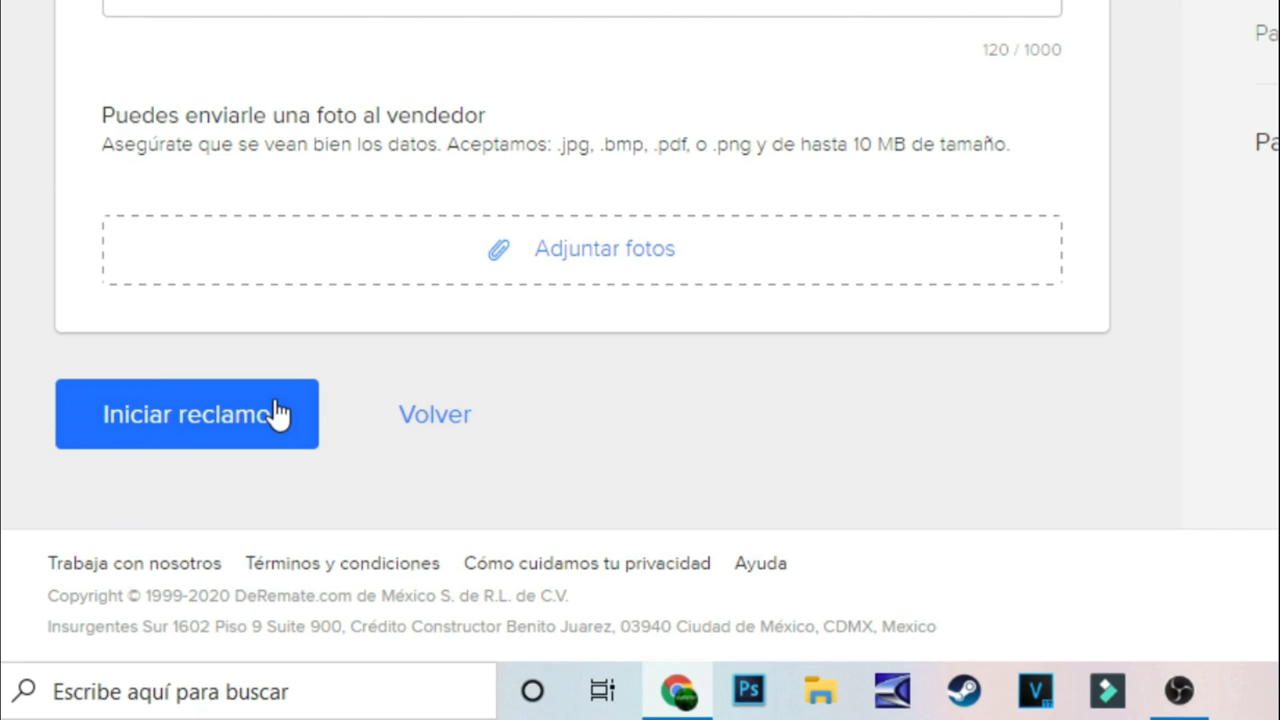 Pa
120 / 1000
Puedes enviarle una foto al vendedor
Asegúrate que se vean bien los datos. Aceptamos: .jpg, .bmp, .pdf, o .png y de hasta 10 MB de tamaño.
Pa
Adjuntar fotos
Iniciar reclamo
Volver
Trabaja con nosotros Términos y condiciones Cómo cuidamos tu privacidad Ayuda
Copyright © 1999-2020 DeRemate.com de México S. de R.L. de C.V.
Insurgentes Sur 1602 Piso 9 Suite 900, Crédito Constructor Benito Juarez, 03940 Ciudad de México, CDMX, Mexico
Escribe aquí para buscar
Ps
V